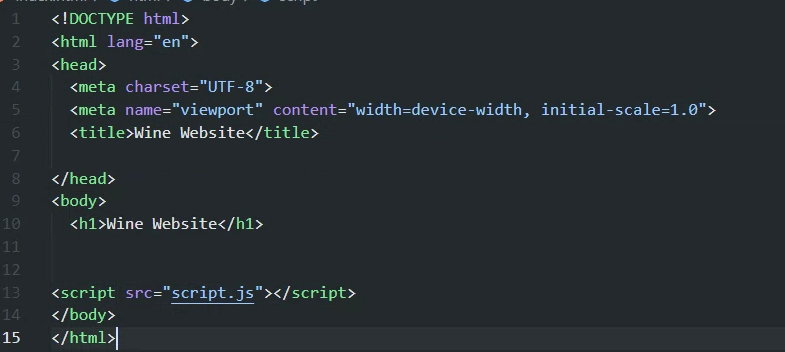 1 <!DOCTYPE html>
2 <html lang="en">
3 <head>
4 <meta charset="UTF-8">
5 <meta name="viewport" content="width=device-width, initial-scale=1.0">
6 <title>Wine Website</title>
7
8 </head>
9 <body>
10 <h1>Wine Website</h1>
11
12
13 <script src="script.js"></script>
14 </body>
15 </html>